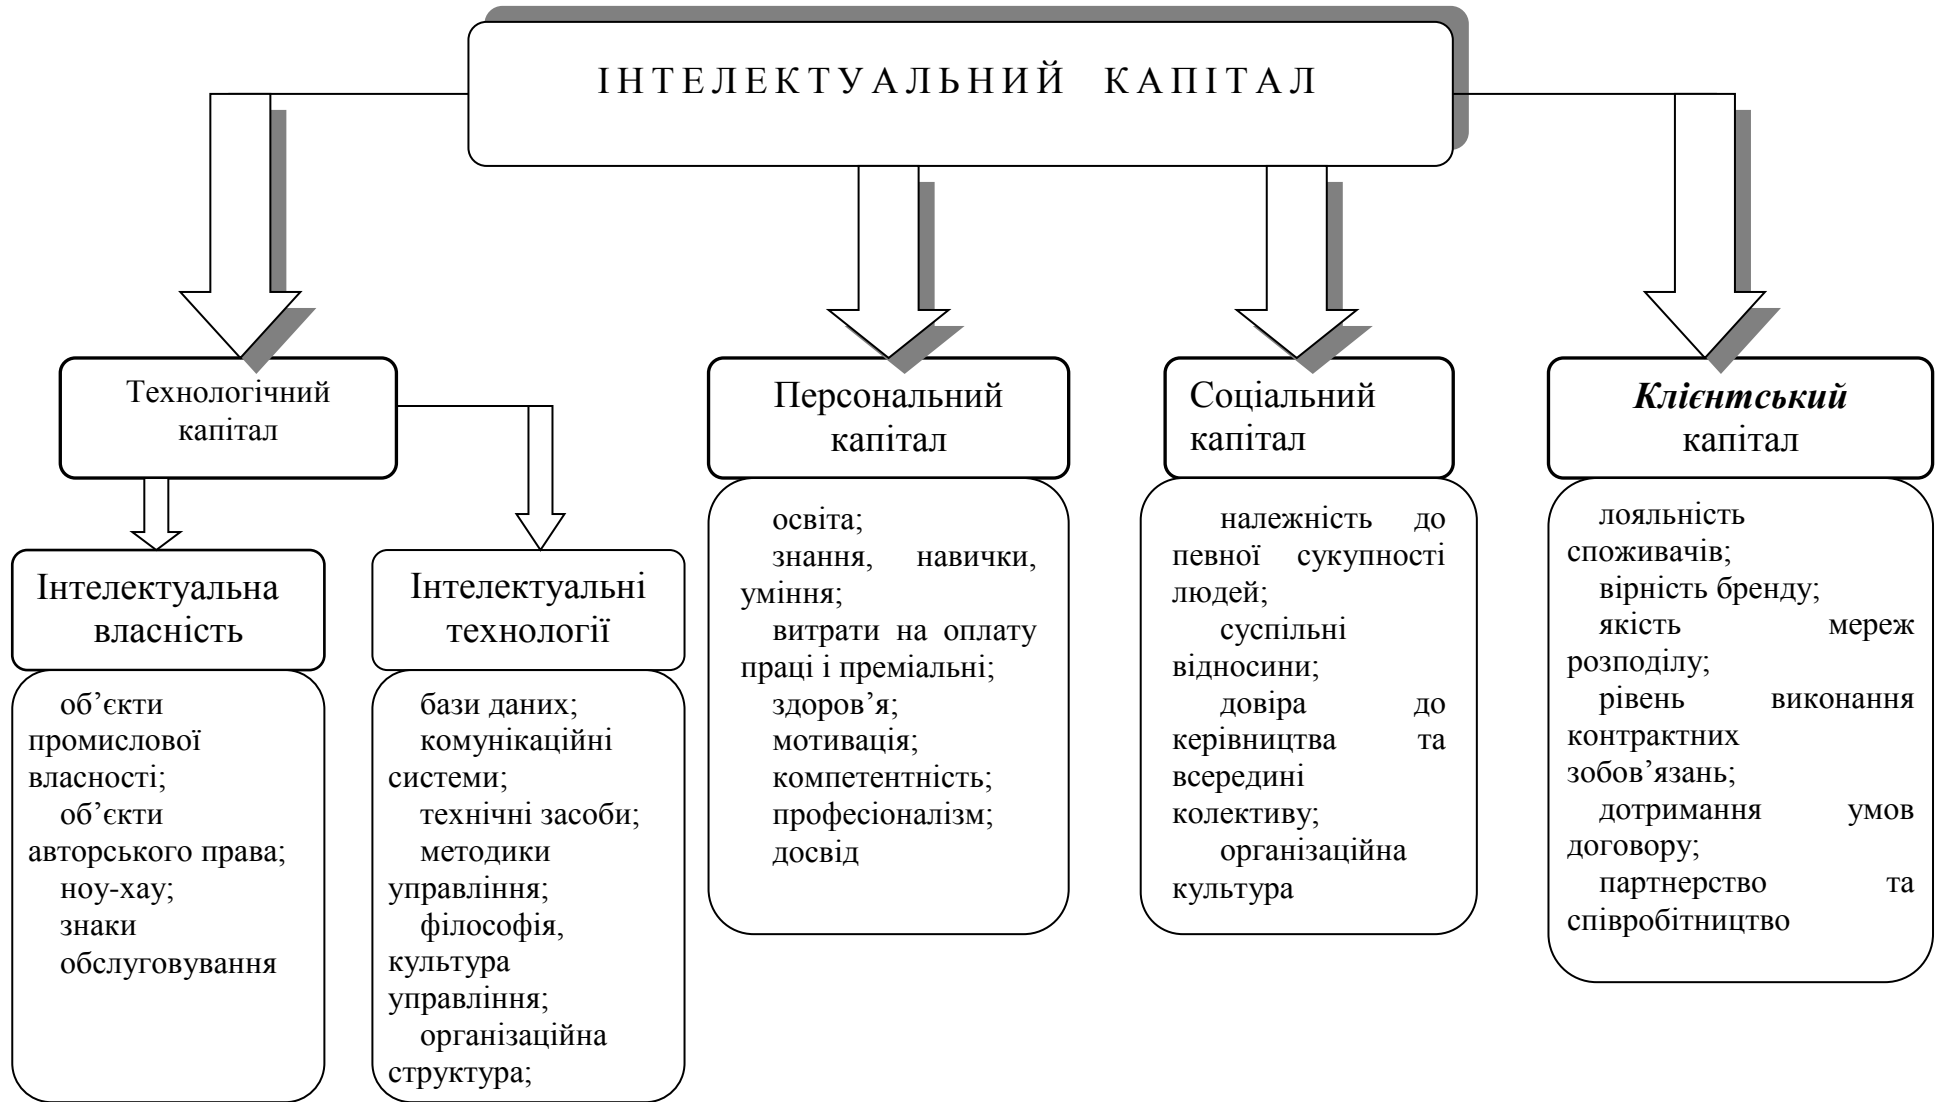 ІНТЕЛЕКТУАЛЬНИЙ КАПІТАЛ
Технологічний
капітал
Персональний
капітал
Соціальний
капітал
Клієнтський
капітал
Інтелектуальна
власність
Інтелектуальні
технології
об’єкти
промислової
власності;
об’єкти
авторського права;
ноу-хау;
знаки
обслуговування
бази даних;
комунікаційні
системи;
технічні засоби;
методики
управління;
філософія,
культура
управління;
організаційна
структура;
освіта;
знання, навички,
уміння;
витрати на оплату
праці і преміальні;
здоров’я;
мотивація;
компетентність;
професіоналізм;
досвід
належність до
певної сукупності
людей;
суспільні
відносини;
довіра до
керівництва та
всередині
колективу;
організаційна
культура
лояльність
споживачів;
вірність бренду;
якість мереж
розподілу;
рівень виконання
контрактних
зобов’язань;
дотримання умов
договору;
партнерство та
співробітництво